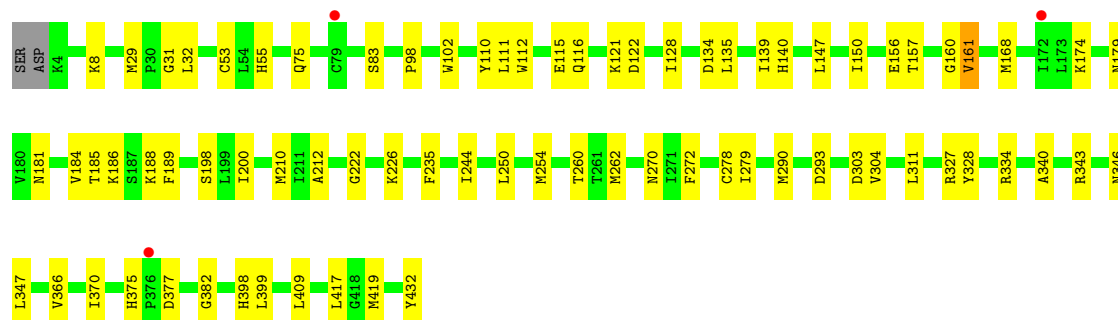 SER ASP K4 K8 M29 P30 G31 L32 C53 L54 H55 Q75 C79 S83 P98 W102 Y110 L111 W112 E115 Q116 K121 D122 I128 D134 L135 I139 H140 L147 I150 E156 T157 G160 V161 M168 I172 L173 K174 N179
V180 N181 V184 T185 K186 S187 K188 F189 S198 L199 I200 M210 I211 A212 G222 K226 F235 I244 L250 M254 T260 T261 M262 N270 I271 F272 C278 I279 M290 D293 D303 V304 L311 R327 Y328 R334 A340 R343 N346
L347 V366 I370 H375 P376 D377 G382 H398 L399 L409 L417 G418 M419 Y432